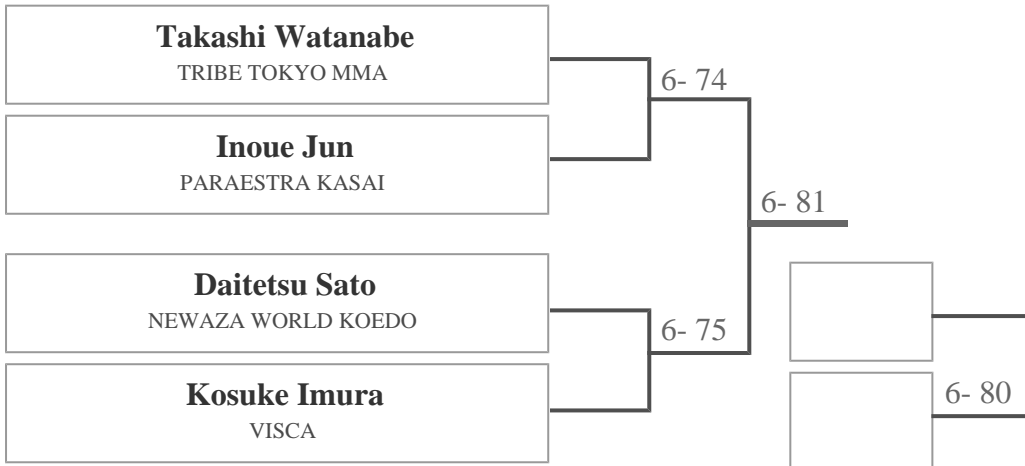 Takashi Watanabe
TRIBE TOKYO MMA
6- 74
Inoue Jun
PARAESTRA KASAI
6- 81
Daitetsu Sato
NEWAZA WORLD KOEDO
6- 75
Kosuke Imura
VISCA
6- 80